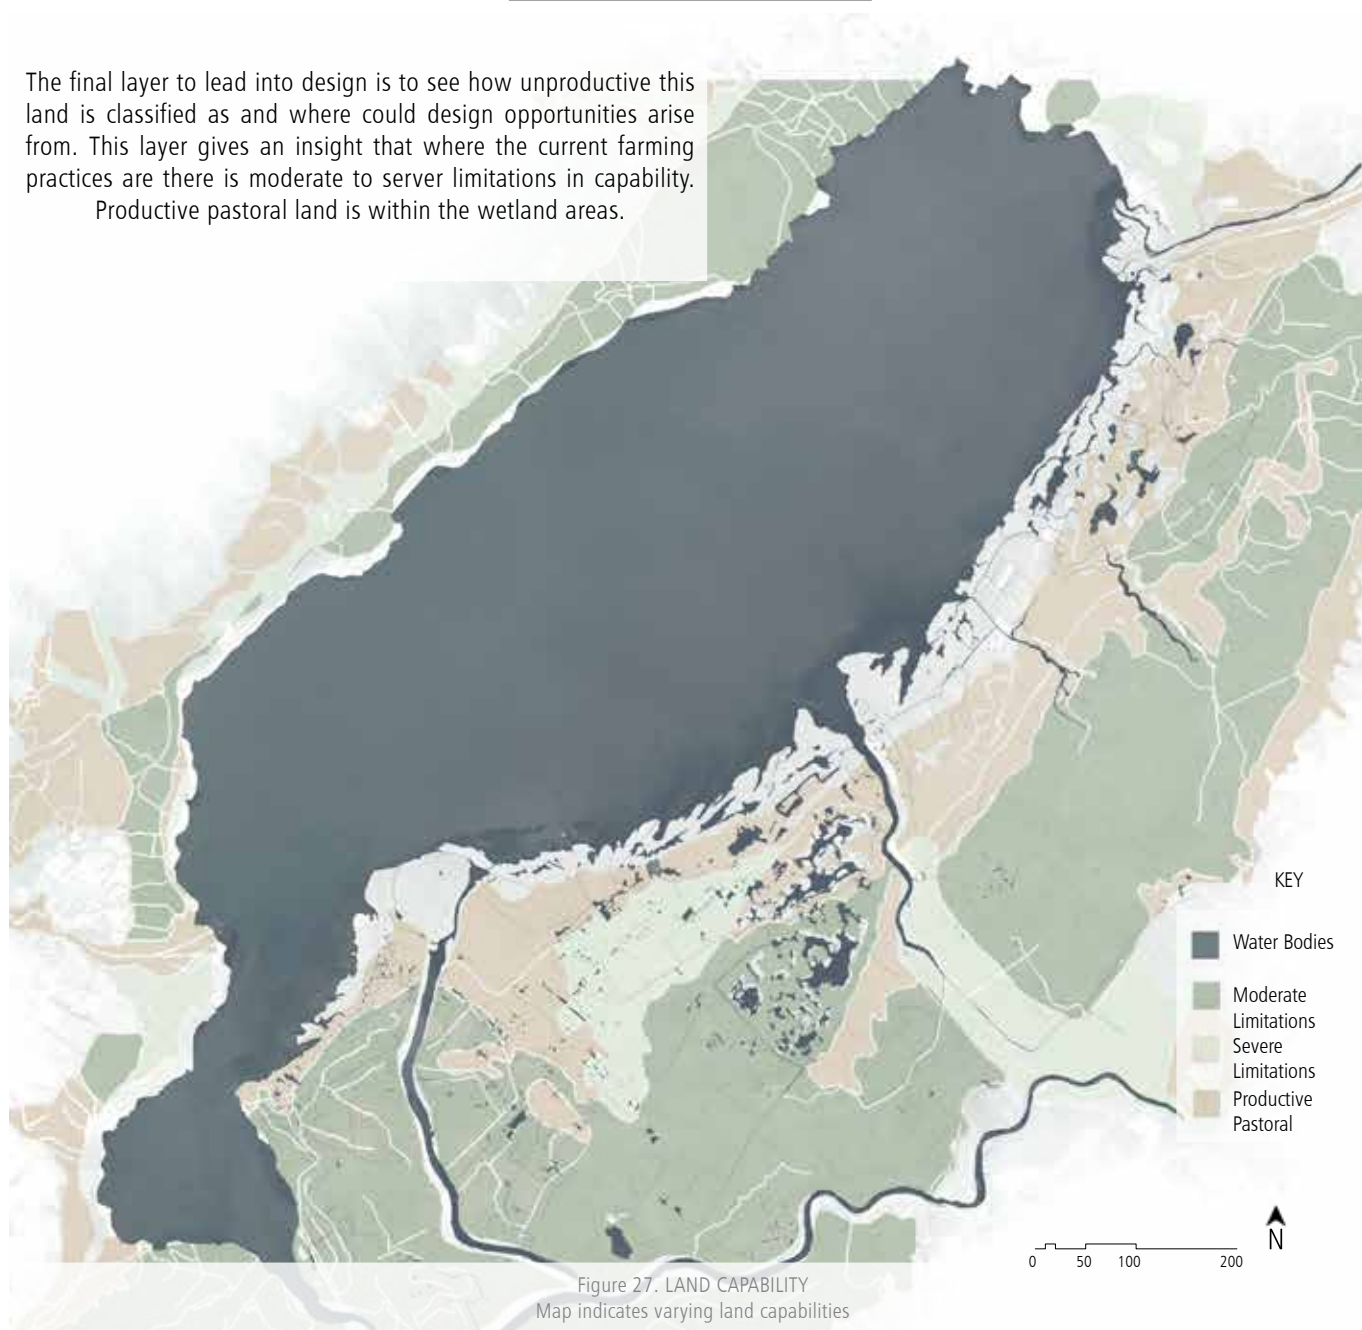 The final layer to lead into design is to see how unproductive this
land is classified as and where could design opportunities arise
from. This layer gives an insight that where the current farming
practices are there is moderate to server limitations in capability.
Productive pastoral land is within the wetland areas.
KEY
Water Bodies
Moderate
Limitations
Severe
Limitations
Productive
Pastoral
N
0 50 100 200
Figure 27. LAND CAPABILITY
Map indicates varying land capabilities